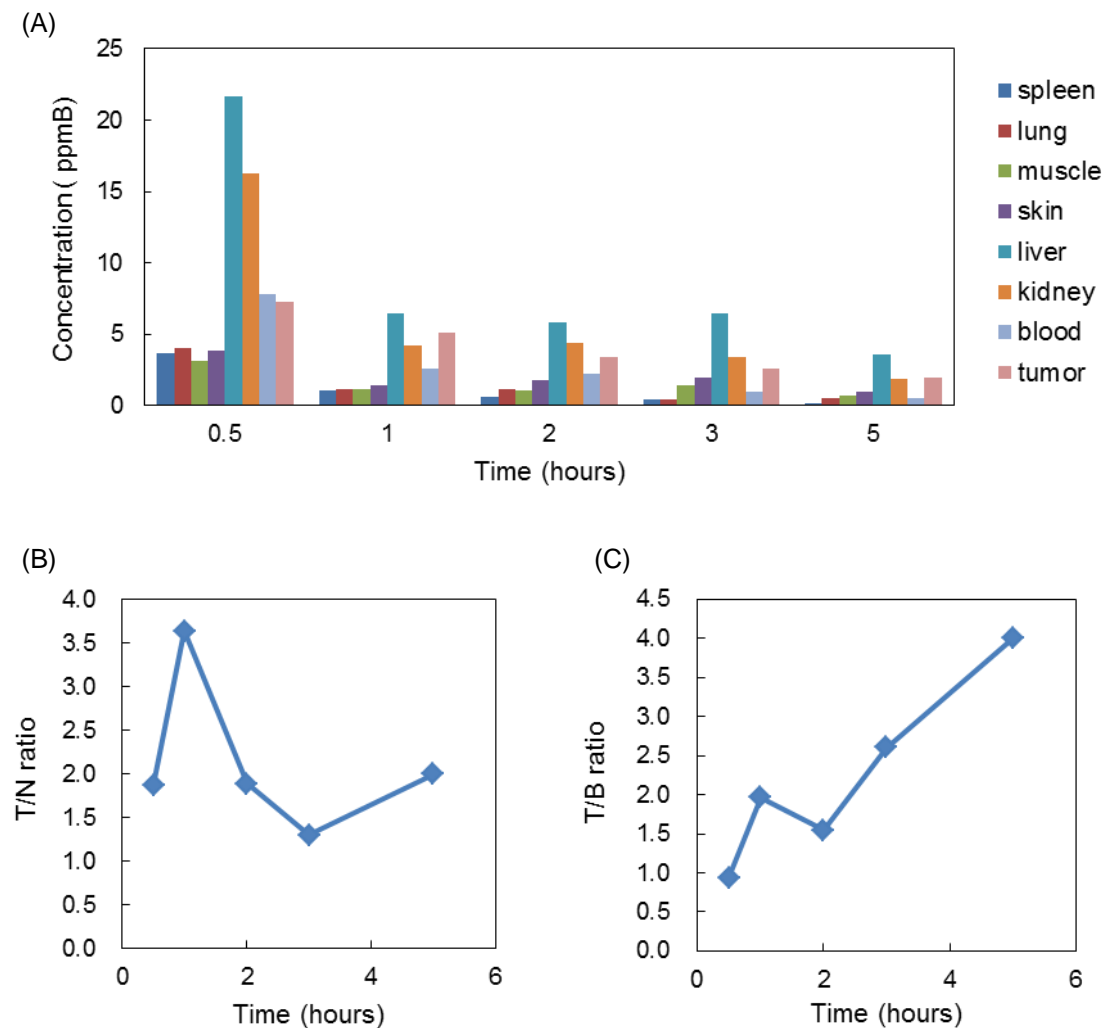 (A)
25
20
15
10
5
0
Concentration( ppmB)
0.5 1 2 3 5
Time (hours)
spleen
lung
muscle
skin
liver
kidney
blood
tumor
(B)
4.0
3.5
3.0
2.5
2.0
1.5
1.0
0.5
0.0
T/N ratio
0 2 4 6
Time (hours)
(C)
4.5
4.0
3.5
3.0
2.5
2.0
1.5
1.0
0.5
0.0
T/B ratio
0 2 4 6
Time (hours)